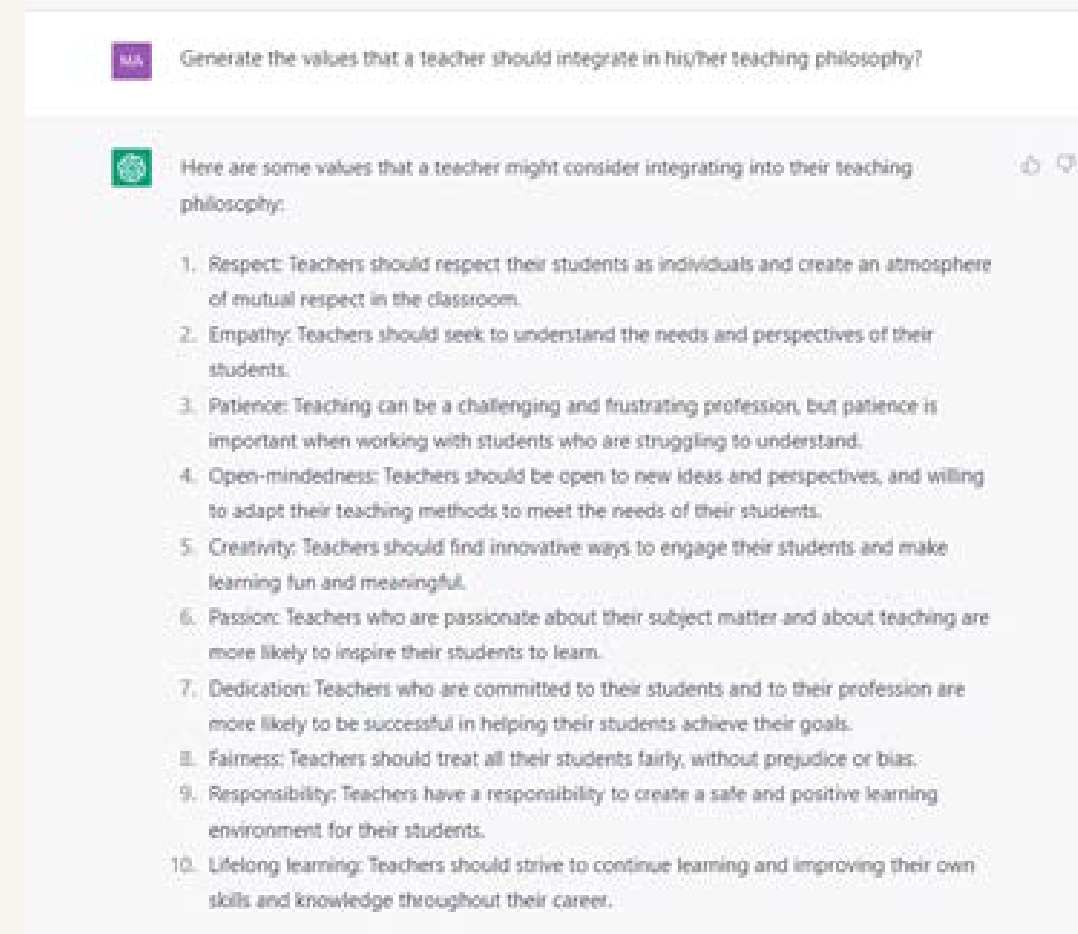 MA
Generate the values that a teacher should integrate in his/her teaching philosophy?
Here are some values that a teacher might consider integrating into their teaching
philosophy:
1. Respect: Teachers should respect their students as individuals and create an atmosphere
of mutual respect in the classroom.
2. Empathy: Teachers should seek to understand the needs and perspectives of their
students.
3. Patience: Teaching can be a challenging and frustrating profession, but patience is
important when working with students who are struggling to understand.
4. Open-mindedness: Teachers should be open to new ideas and perspectives, and willing
to adapt their teaching methods to meet the needs of their students.
5. Creativity: Teachers should find innovative ways to engage their students and make
learning fun and meaningful.
6. Passion: Teachers who are passionate about their subject matter and about teaching are
more likely to inspire their students to learn.
7. Dedication: Teachers who are committed to their students and to their profession are
more likely to be successful in helping their students achieve their goals.
8. Fairness: Teachers should treat all their students fairly, without prejudice or bias.
9. Responsibility: Teachers have a responsibility to create a safe and positive learning
environment for their students.
10. Lifelong learning: Teachers should strive to continue learning and improving their own
skills and knowledge throughout their career.